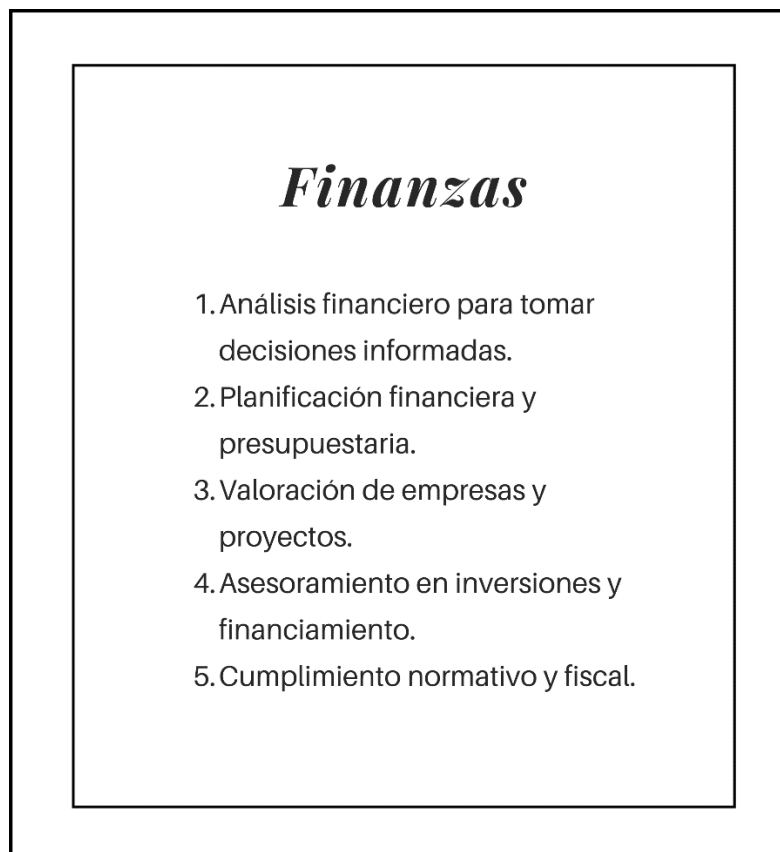 Finanzas
1. Análisis financiero para tomar
decisiones informadas.
2. Planificación financiera y
presupuestaria.
3. Valoración de empresas y
proyectos.
4. Asesoramiento en inversiones y
financiamiento.
5. Cumplimiento normativo y fiscal.